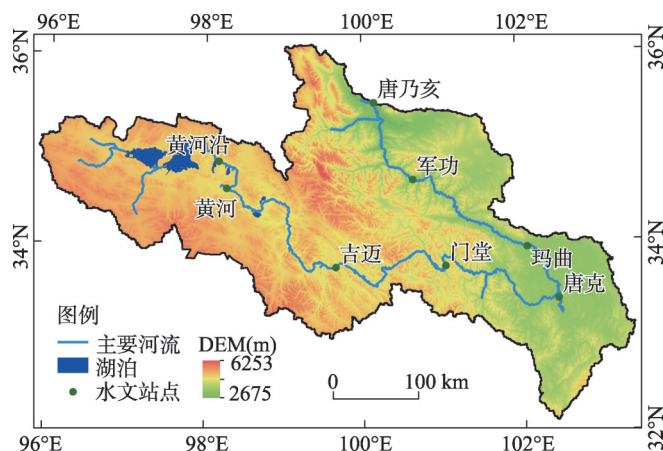 96°E 98°E 100°E 102°E
36°N 36°N
唐乃亥
黄河沿
军功
黄河
34°N 34°N
吉迈 门堂 玛曲
唐克
图例
主要河流
湖泊
水文站点
DEM(m)
6253
2675
0 100 km
32°N 32°N
96°E 98°E 100°E 102°E